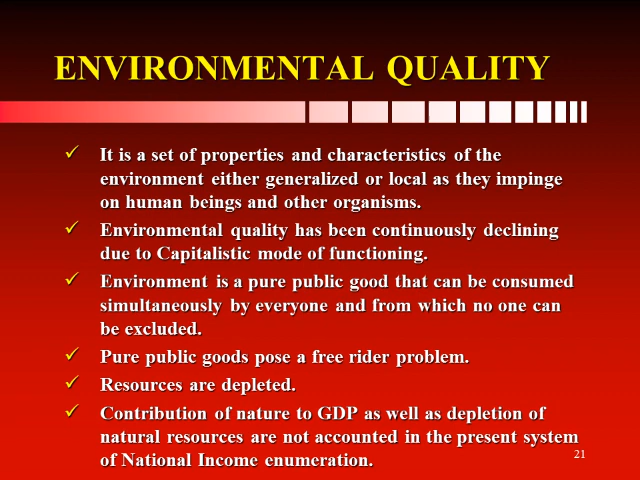 ENVIRONMENTAL QUALITY
✓ It is a set of properties and characteristics of the
environment either generalized or local as they impinge
on human beings and other organisms.
✓ Environmental quality has been continuously declining
due to Capitalistic mode of functioning.
✓ Environment is a pure public good that can be consumed
simultaneously by everyone and from which no one can
be excluded.
✓ Pure public goods pose a free rider problem.
✓ Resources are depleted.
✓ Contribution of nature to GDP as well as depletion of
natural resources are not accounted in the present system
of National Income enumeration.
21